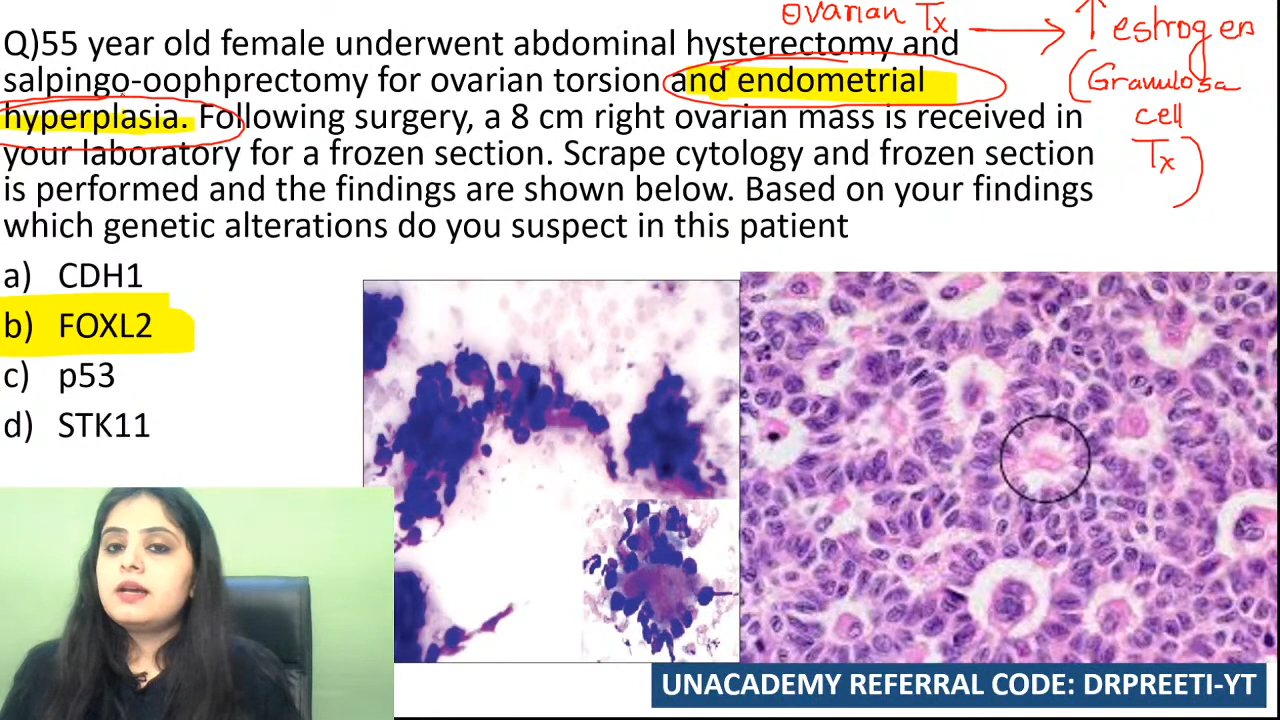 ovarian Tx → ↑ estrogen
Q)55 year old female underwent abdominal hysterectomy and
salpingo-oophprectomy for ovarian torsion and endometrial
(Granulosa
hyperplasia. Following surgery, a 8 cm right ovarian mass is received in
cell
your laboratory for a frozen section. Scrape cytology and frozen section
Tx)
is performed and the findings are shown below. Based on your findings
which genetic alterations do you suspect in this patient
a) CDH1
b) FOXL2
c) p53
d) STK11
UNACADEMY REFERRAL CODE: DRPREETI-YT